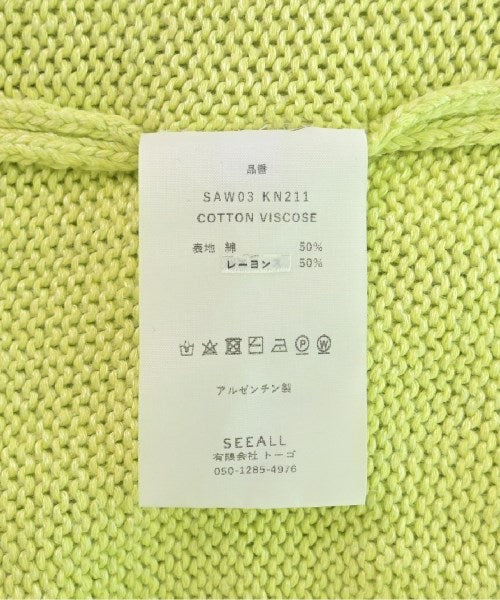 品番
SAW03 KN211
COTTON VISCOSE
表地 綿 50%
レーヨン 50%
P W
アルゼンチン製
SEEALL
有限会社 トーゴ
050-1285-4976